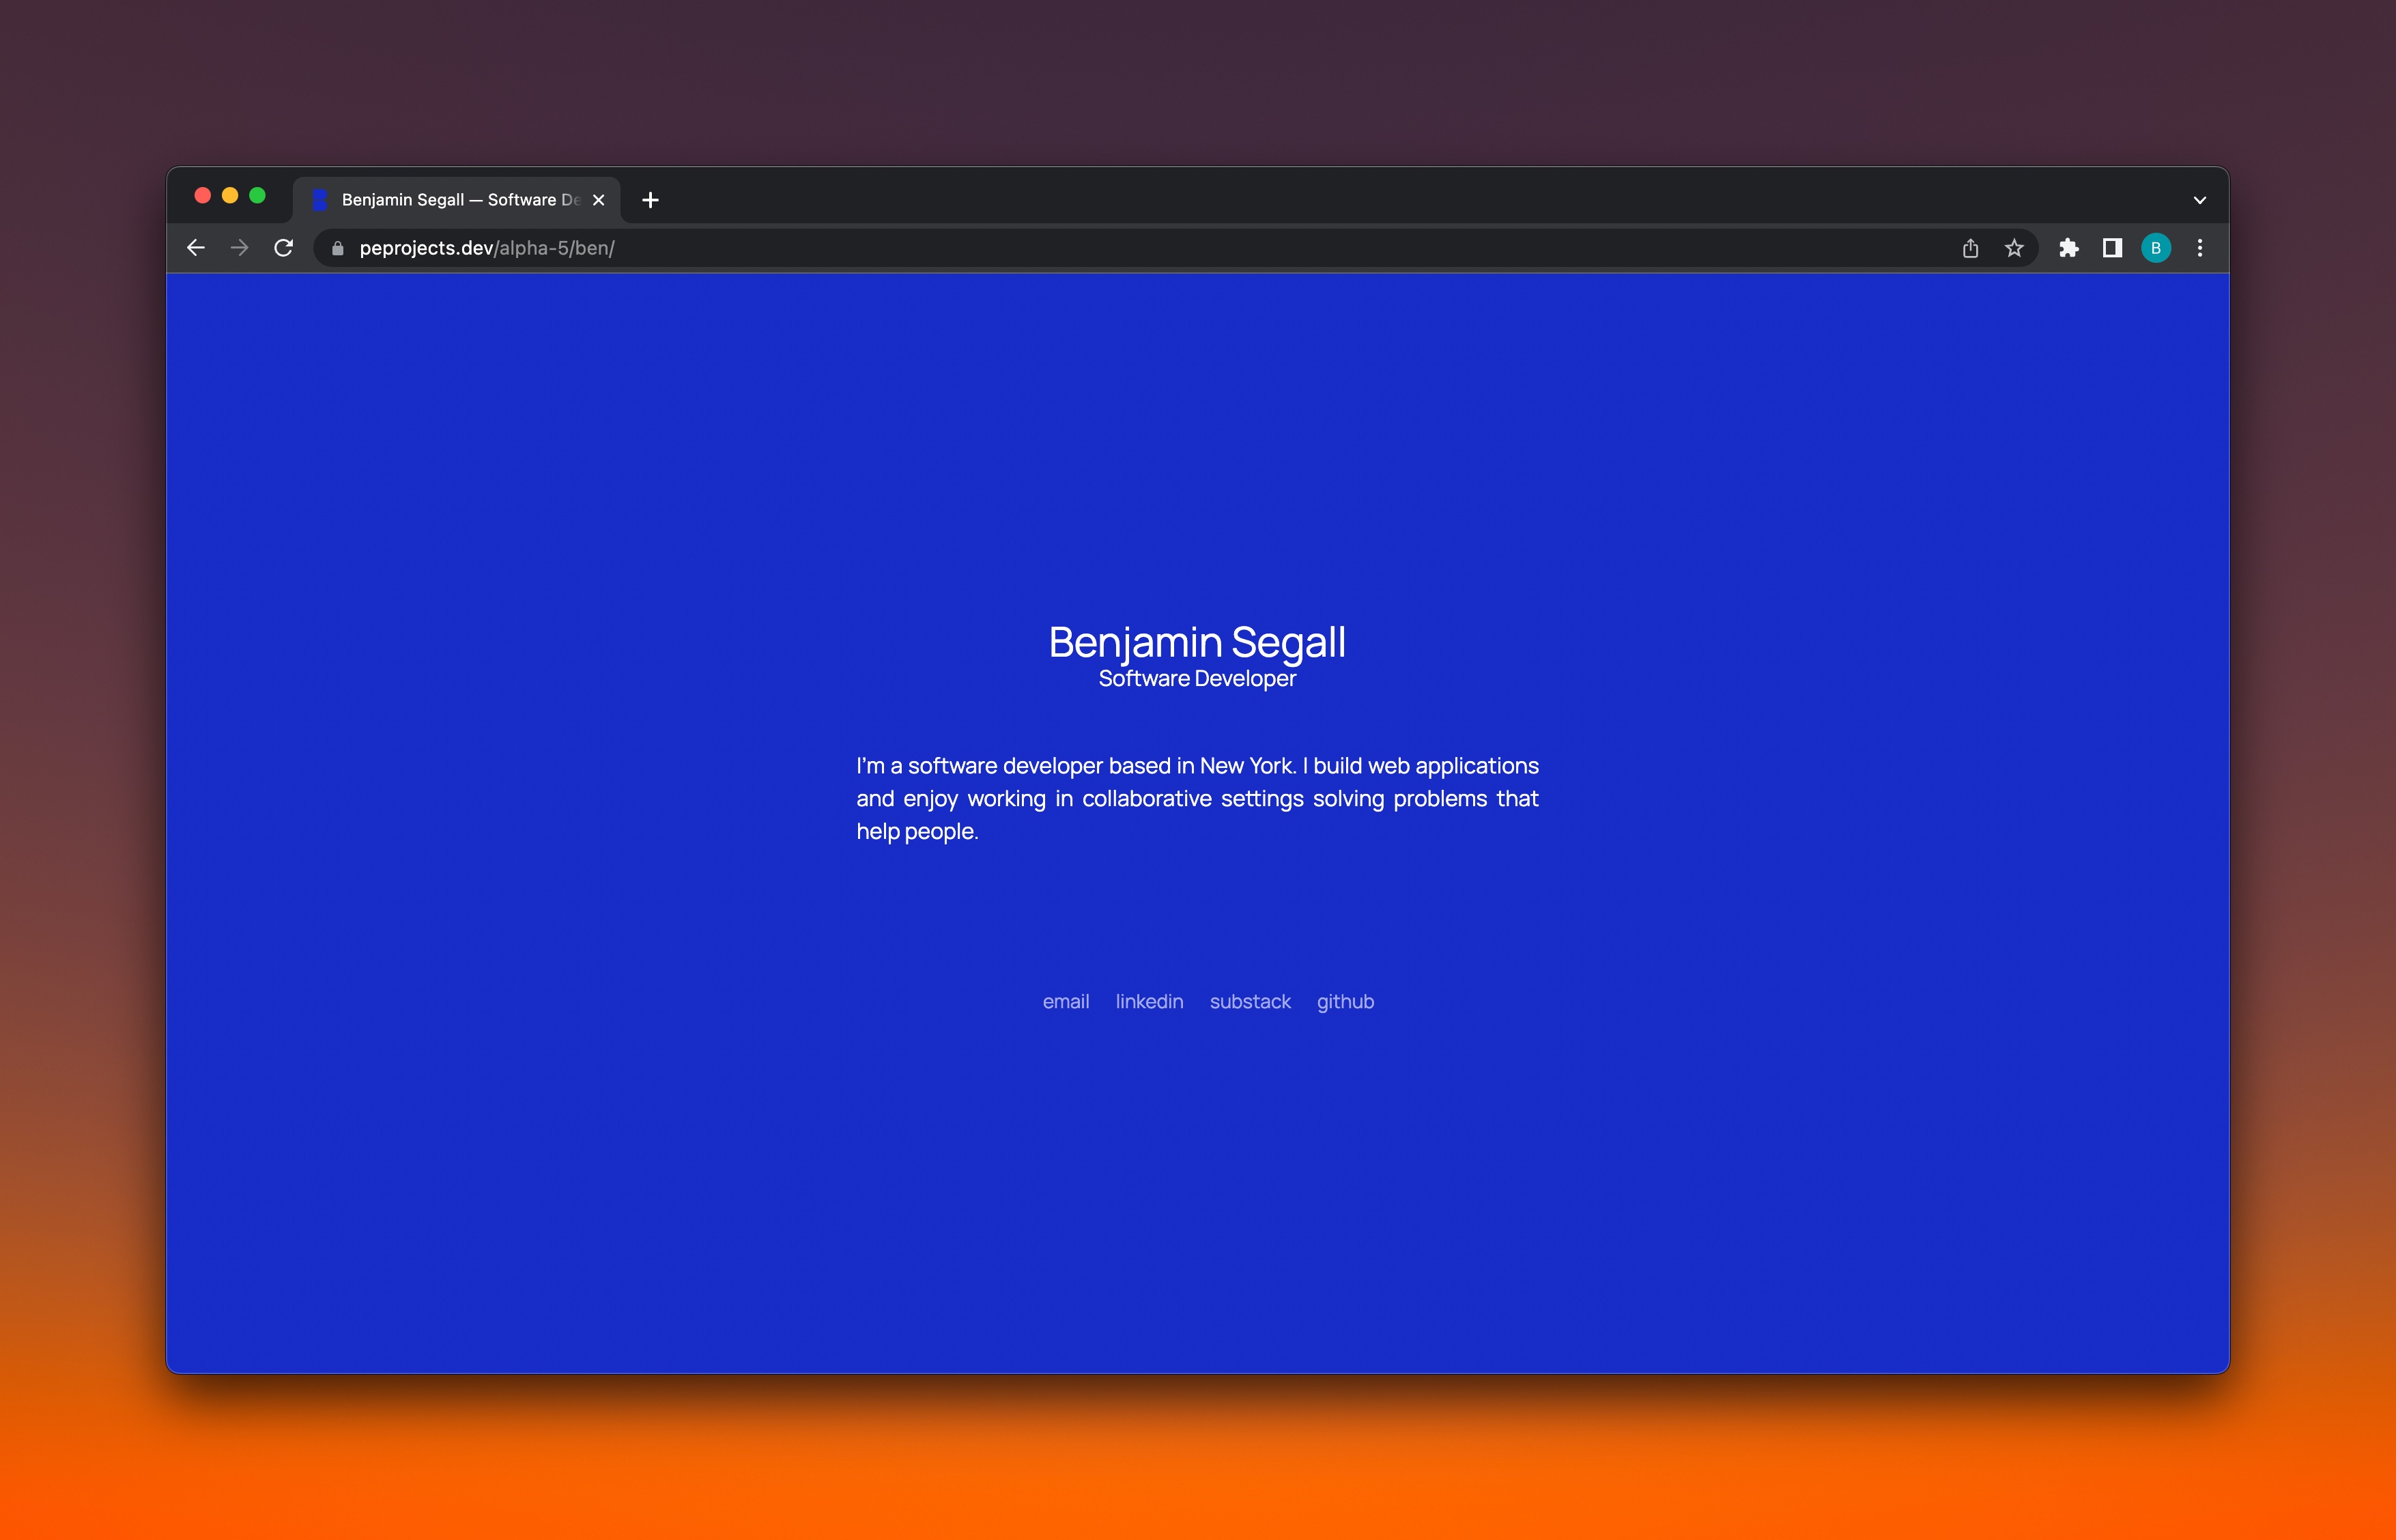 Benjamin Segall — Software De
peprojects.dev/alpha-5/ben/
B
Benjamin Segall
Software Developer
I'm a software developer based in New York. I build web applications
and enjoy working in collaborative settings solving problems that
help people.
email linkedin substack github